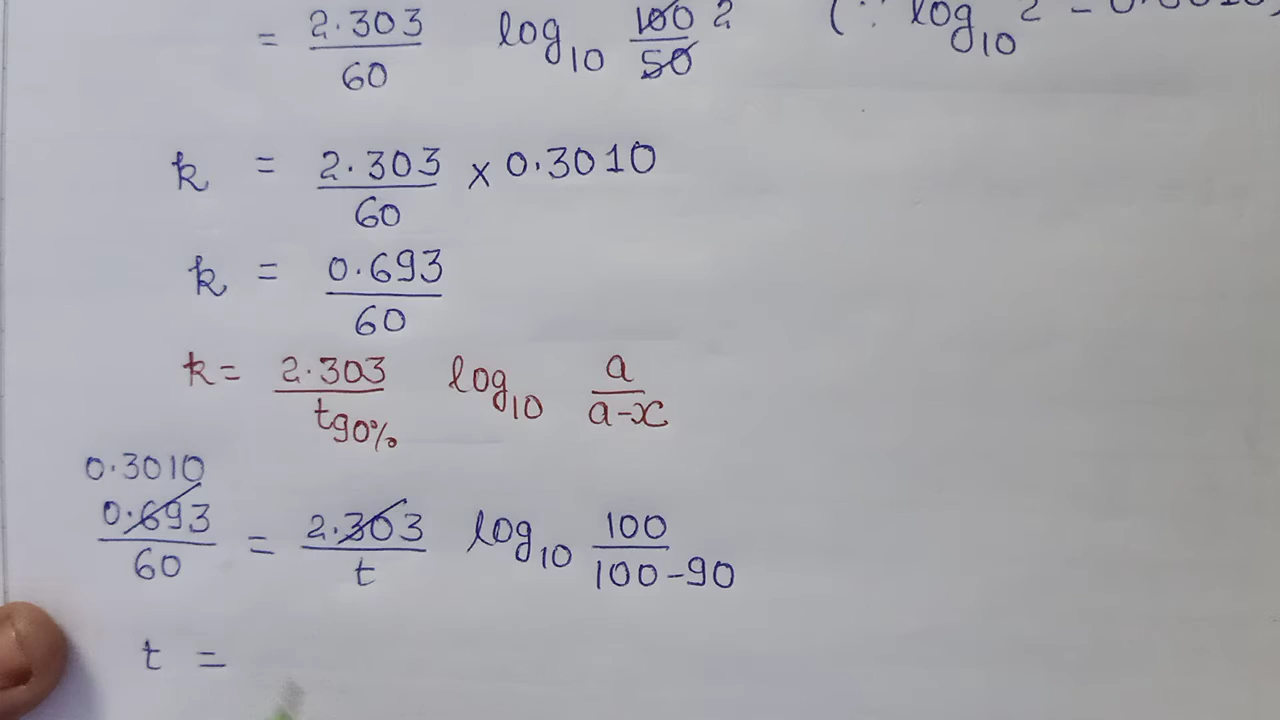 = 2.303/60 log₁₀ 100/50 2 (∵ log₁₀ 2 =
k = 2.303/60 × 0.3010
k = 0.693/60
k = 2.303/t90% log₁₀ a/a-x
0.3010
0.693/60 = 2.303/t log₁₀ 100/100-90
t =